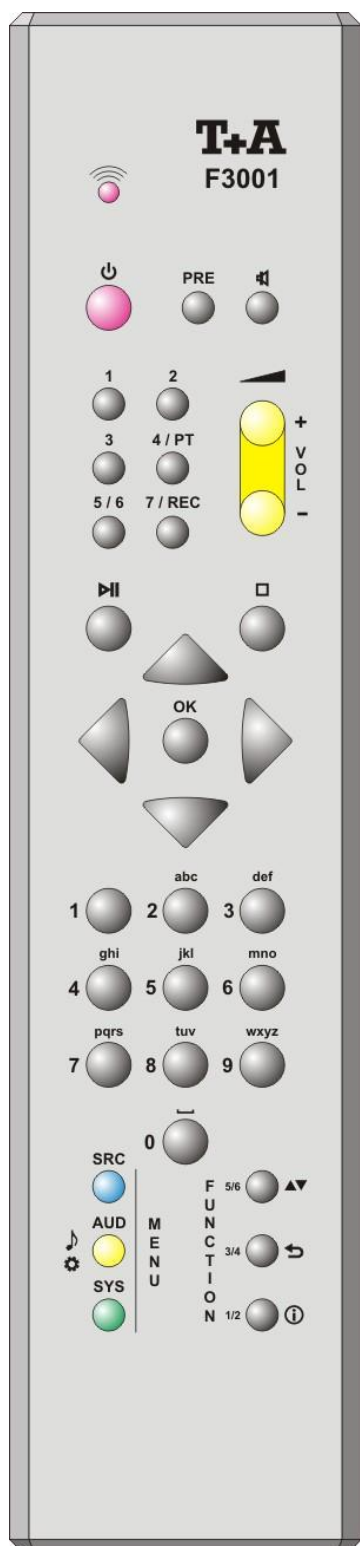 T+A
F3001
PRE
1 2
3 4 / PT
5 / 6 7 / REC
+
VOL
-
OK
abc def
1 2 3
ghi jkl mno
4 5 6
pqrs tuv wxyz
7 8 9
0
SRC
AUD
SYS
MENU
FUNCTION
5/6
3/4
1/2